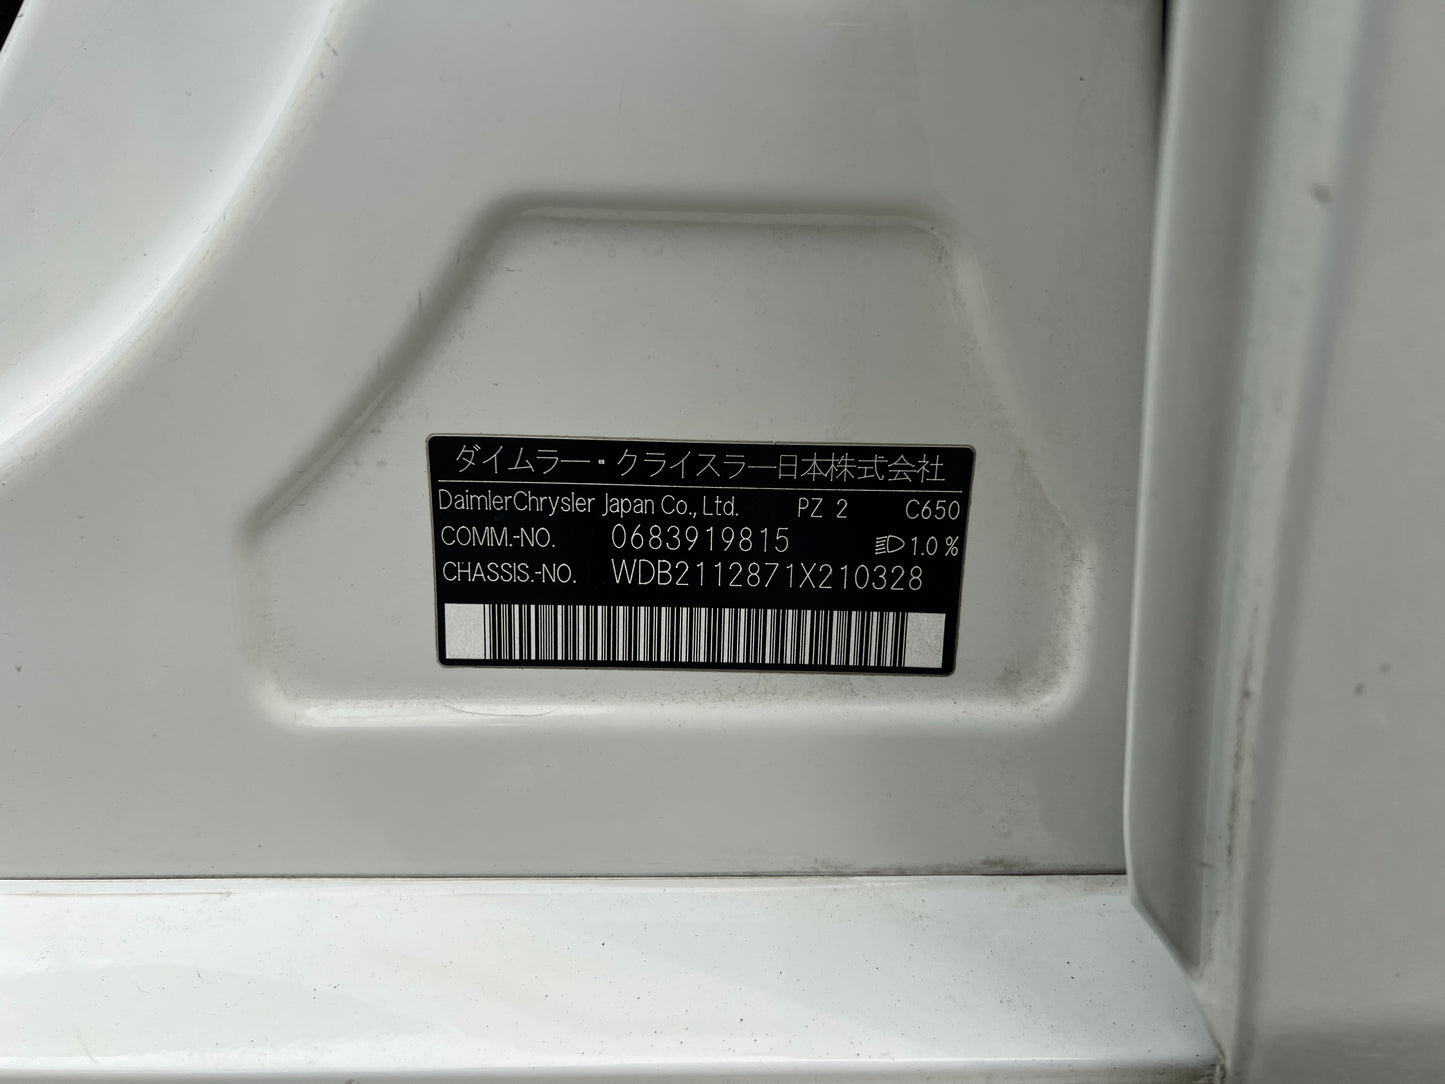 ダイムラー・クライスラー日本株式会社
DaimlerChrysler Japan Co., Ltd. PZ 2 C650
COMM.-NO. 0683919815 1.0 %
CHASSIS.-NO. WDB2112871X210328